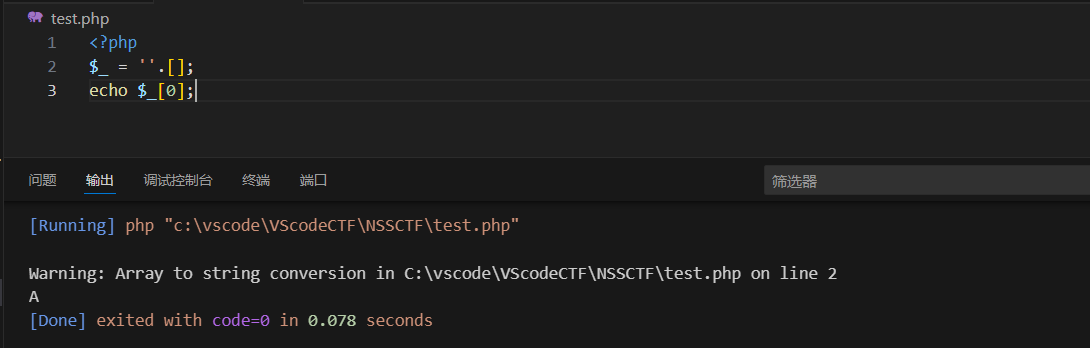 test.php
1 <?php
2 $_ = ''.[];
3 echo $_[0];
问题 输出 调试控制台 终端 端口 筛选器
[Running] php "c:\vscode\VScodeCTF\NSSCTF\test.php"
Warning: Array to string conversion in C:\vscode\VScodeCTF\NSSCTF\test.php on line 2
A
[Done] exited with code=0 in 0.078 seconds